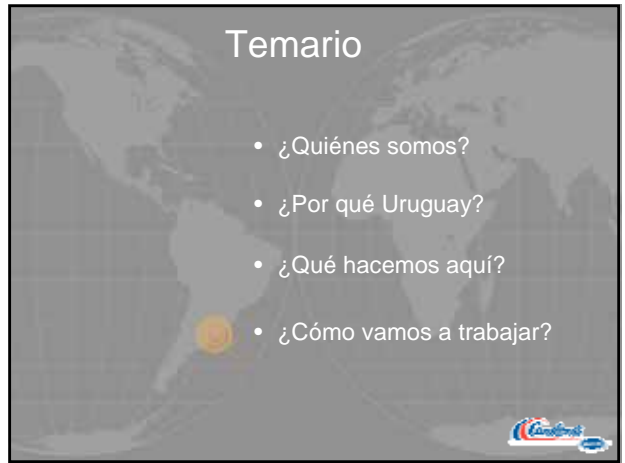 Temario
• ¿Quiénes somos?
• ¿Por qué Uruguay?
• ¿Qué hacemos aquí?
• ¿Cómo vamos a trabajar?